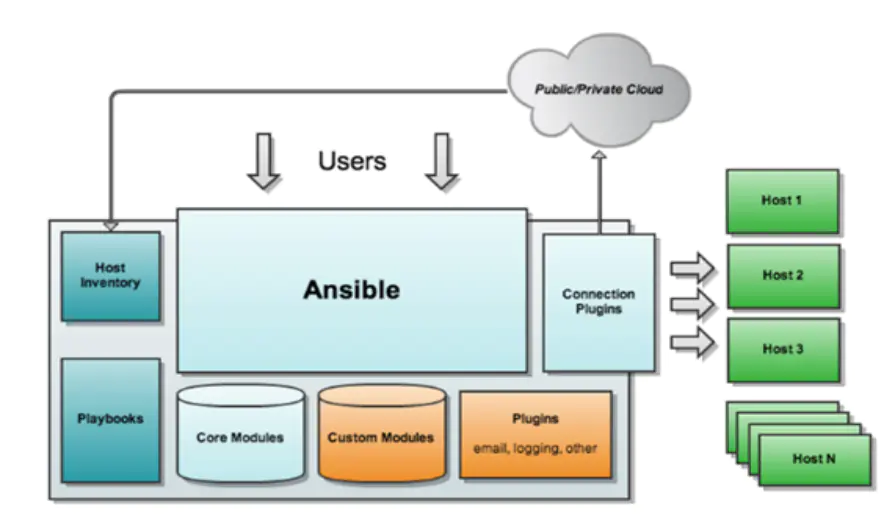 Public/Private Cloud
Users
Host 1
Host
Inventory
Ansible
Connection
Plugins
Host 2
Host 3
Playbooks
Core Modules
Custom Modules
Plugins
email, logging, other
Host N